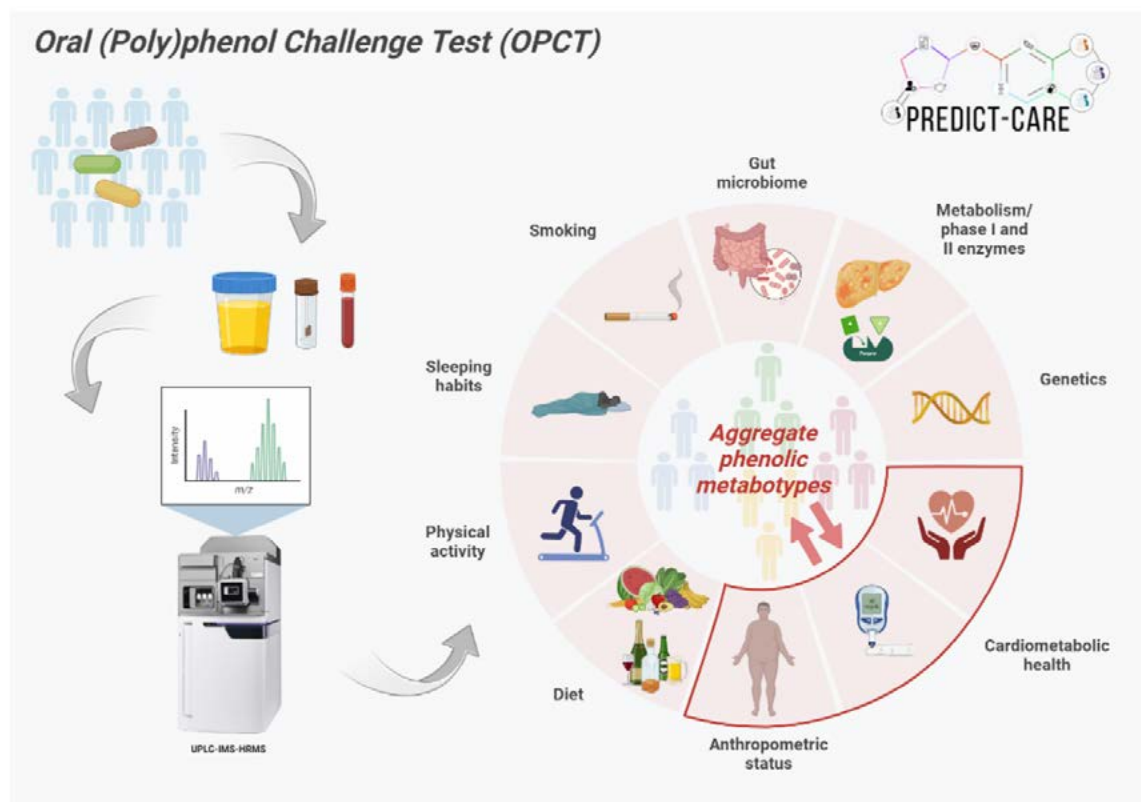 Oral (Poly)phenol Challenge Test (OPCT)
PREDICT-CARE
Gut
microbiome
Smoking
Metabolism/
phase I and
II enzymes
Sleeping
habits
Genetics
Intensity
m/z
Aggregate
phenolic
metabotypes
Physical
activity
Cardiometabolic
health
Diet
UPLC-IMS-HRMS
Anthropometric
status